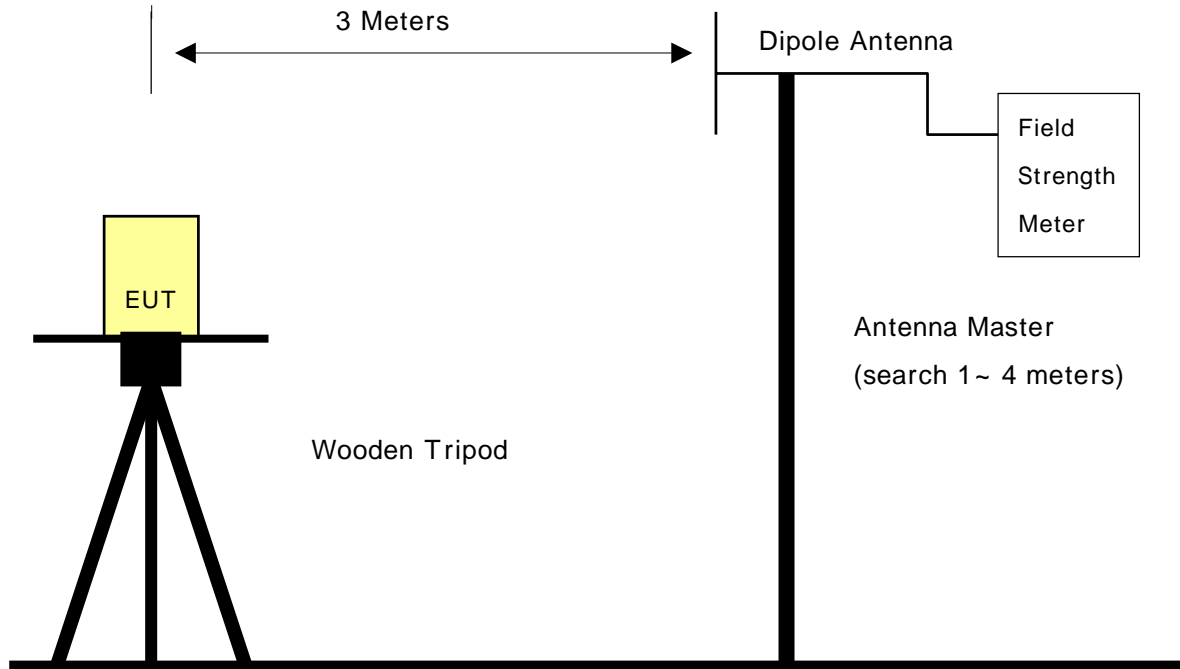 3 Meters
Dipole Antenna
Field
Strength
Meter
EUT
Antenna Master
(search 1~ 4 meters)
Wooden Tripod